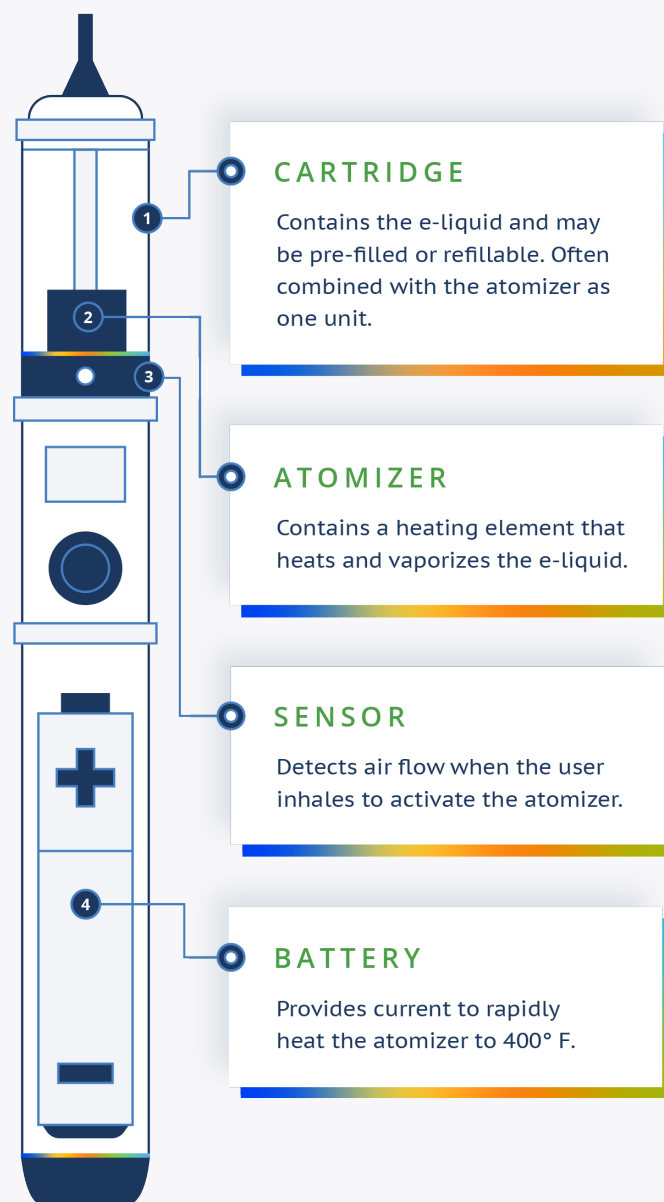 1
CARTRIDGE
Contains the e-liquid and may
be pre-filled or refillable. Often
combined with the atomizer as
one unit.
2
ATOMIZER
Contains a heating element that
heats and vaporizes the e-liquid.
3
SENSOR
Detects air flow when the user
inhales to activate the atomizer.
4
BATTERY
Provides current to rapidly
heat the atomizer to 400° F.